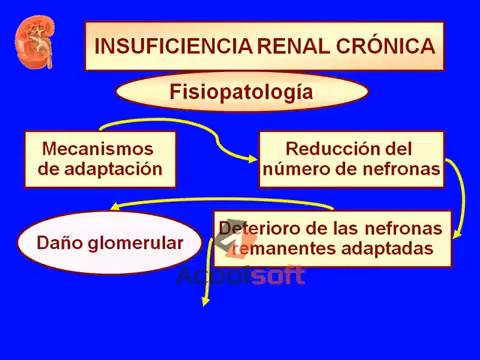 INSUFICIENCIA RENAL CRÓNICA
Fisiopatología
Mecanismos
de adaptación
Reducción del
número de nefronas
Deterioro de las nefronas
remanentes adaptadas
Daño glomerular
Acoolsoft